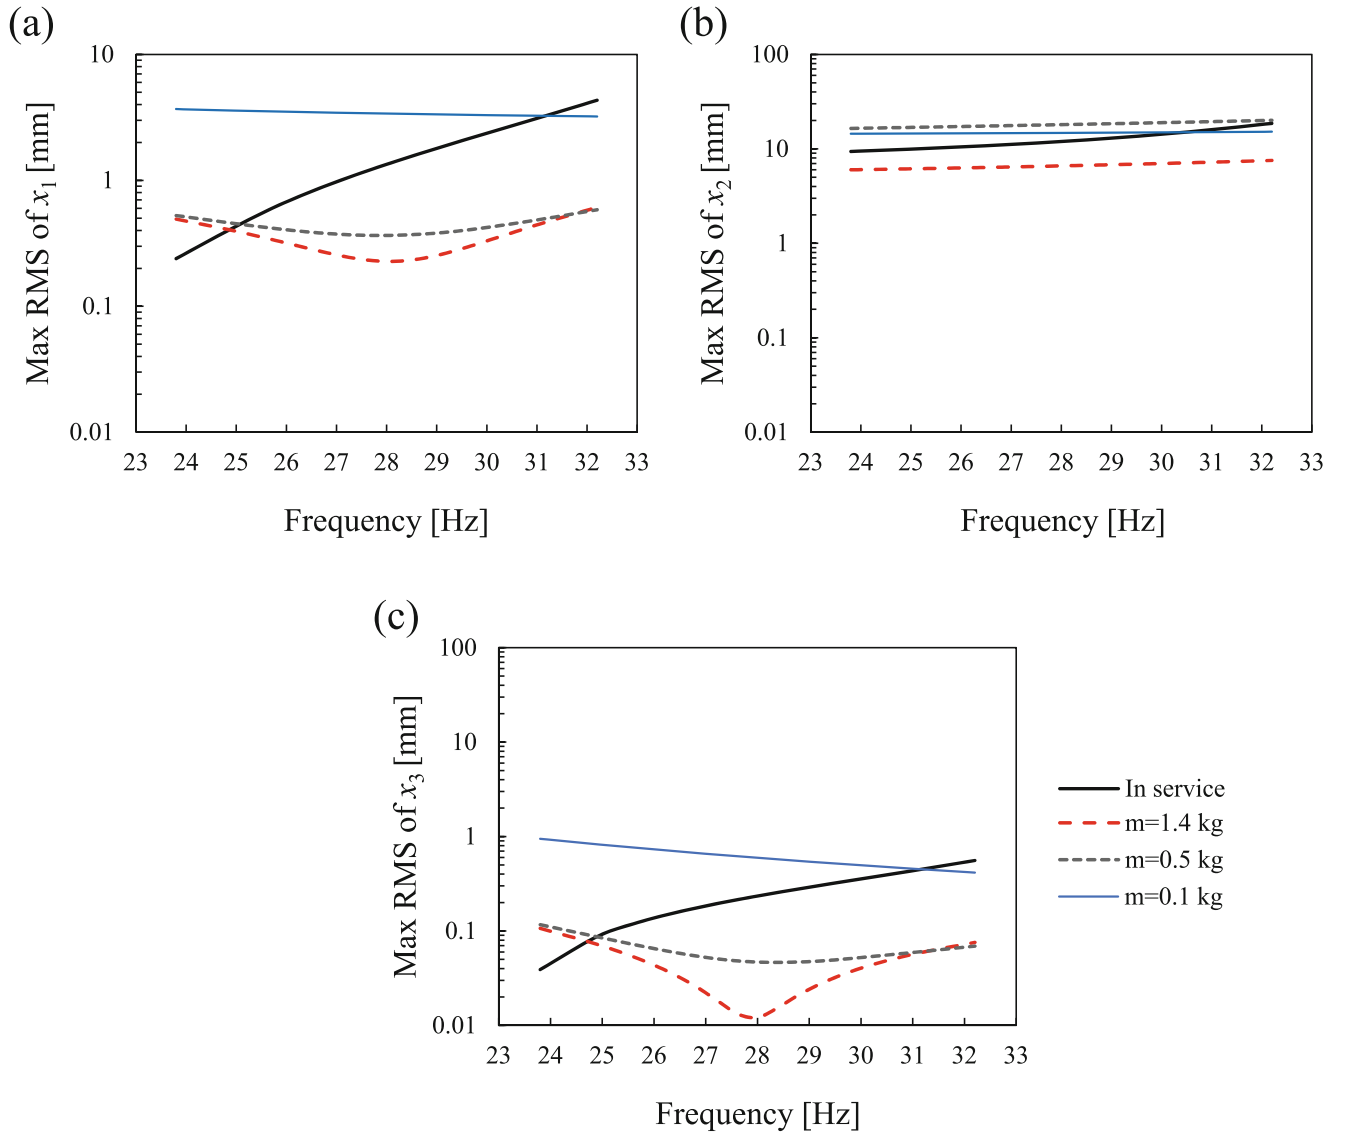 (a)
10
1
0.1
0.01
Max RMS of x1 [mm]
23 24 25 26 27 28 29 30 31 32 33
Frequency [Hz]
(b)
100
10
1
0.1
0.01
Max RMS of x2 [mm]
23 24 25 26 27 28 29 30 31 32 33
Frequency [Hz]
(c)
100
10
1
0.1
0.01
Max RMS of x3 [mm]
23 24 25 26 27 28 29 30 31 32 33
Frequency [Hz]
In service
m=1.4 kg
m=0.5 kg
m=0.1 kg